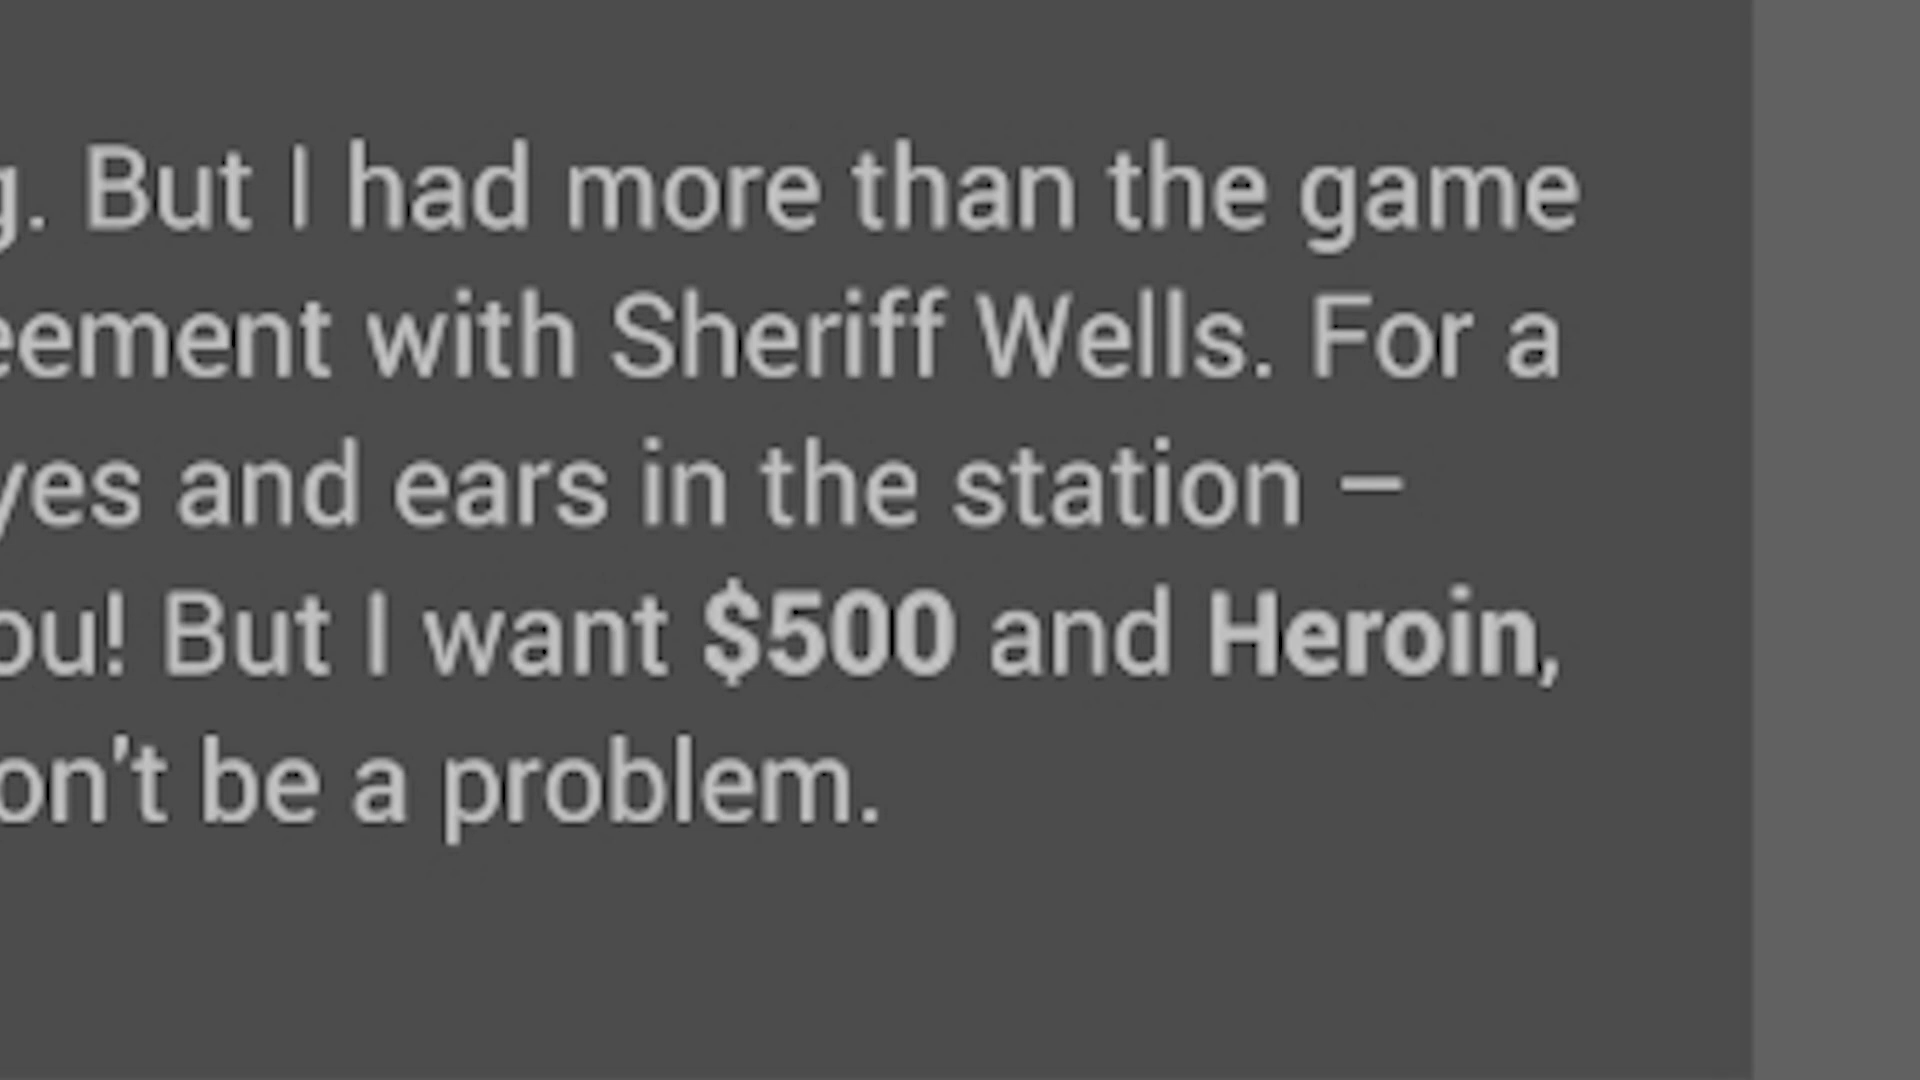 g. But I had more than the game
eement with Sheriff Wells. For a
yes and ears in the station –
ou! But I want $500 and Heroin,
on't be a problem.